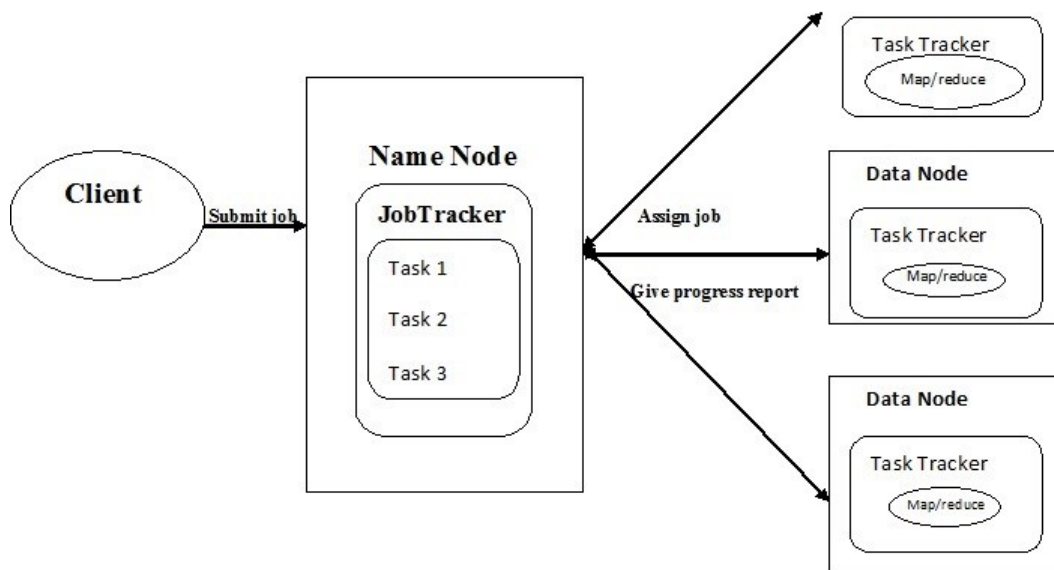 Client
Submit job
Name Node
JobTracker
Task 1
Task 2
Task 3
Assign job
Give progress report
Task Tracker
Map/reduce
Data Node
Task Tracker
Map/reduce
Data Node
Task Tracker
Map/reduce